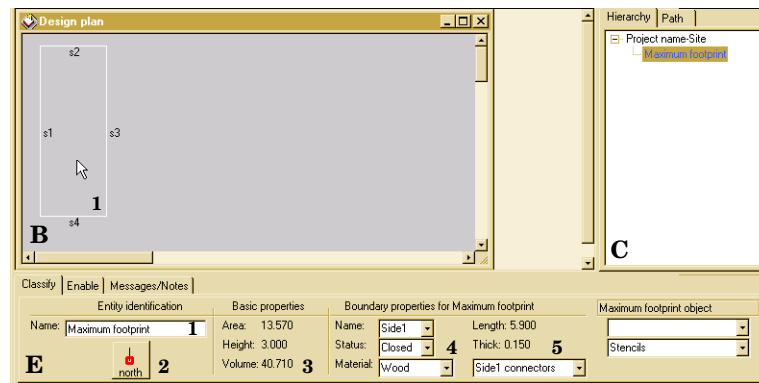 Design plan
s2
s1
s3
1
s4
B
Hierarchy Path
Project name-Site
Maximum footprint
C
Classify Enable Messages/Notes
Entity identification
Name: Maximum footprint 1
north 2
E
Basic properties
Area: 13.570
Height: 3.000
Volume: 40.710 3
Boundary properties for Maximum footprint
Name: Side1 Length: 5.900
Status: Closed 4 Thick: 0.150 5
Material: Wood Side1 connectors
Maximum footprint object
Stencils